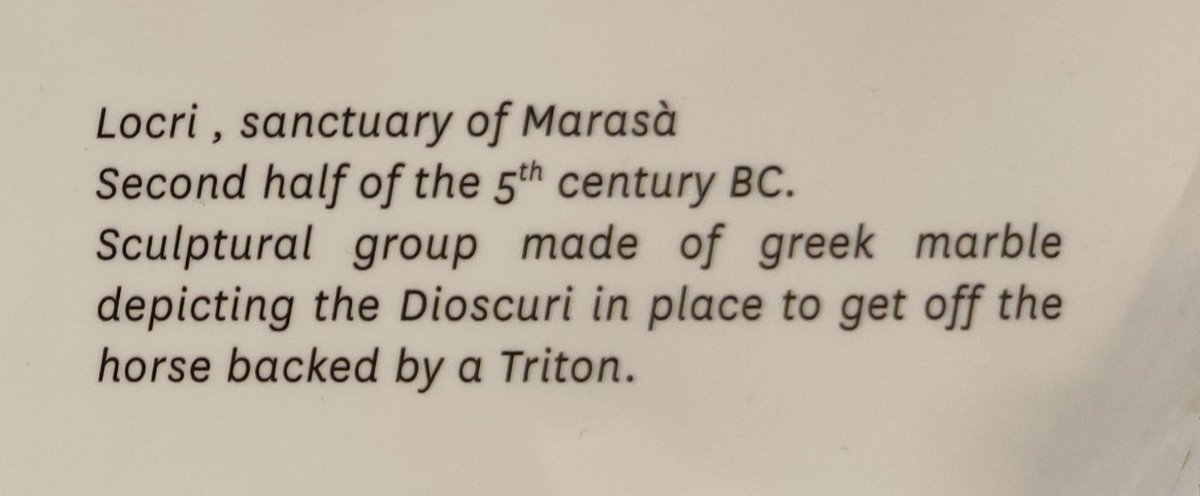 Locri , sanctuary of Marasà
Second half of the 5th century BC.
Sculptural group made of greek marble
depicting the Dioscuri in place to get off the
horse backed by a Triton.